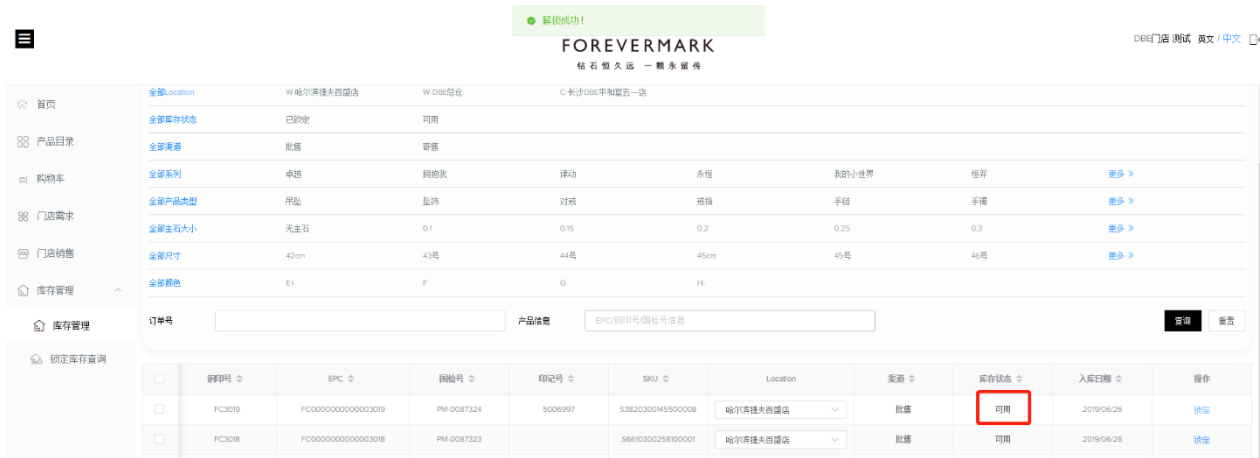 解锁成功!
FOREVERMARK
钻石恒久远 一颗永留传
DBE门店 测试 英文 / 中文
首页
产品目录
购物车
门店需求
门店销售
库存管理
库存管理
锁定库存查询
全部Location W-哈尔滨捷夫百盛店 W-DBE总仓 C-长沙DBE平和堂五一店
全部库存状态 已锁定 可用
全部渠道 批售 寄售
全部系列 卓越 拥抱我 律动 永恒 我的小世界 恒界 更多 》
全部产品类型 吊坠 坠饰 对戒 戒指 手链 手镯 更多 》
全部主石大小 无主石 0.1 0.15 0.2 0.25 0.3 更多 》
全部尺寸 42cm 43号 44号 45cm 45号 46号 更多 》
全部颜色 E+ F G H-
订单号 产品信息 EPC/钢印号/国检号信息 查询 重置
钢印号 EPC 国检号 印记号 SKU Location 渠道 库存状态 入库日期 操作
FC3019 FC0000000000003019 PM-0087324 5006997 S3820300145500008 哈尔滨捷夫百盛店 批售 可用 2019/06/26 锁定
FC3018 FC0000000000003018 PM-0087323 S6610300258100001 哈尔滨捷夫百盛店 批售 可用 2019/06/26 锁定